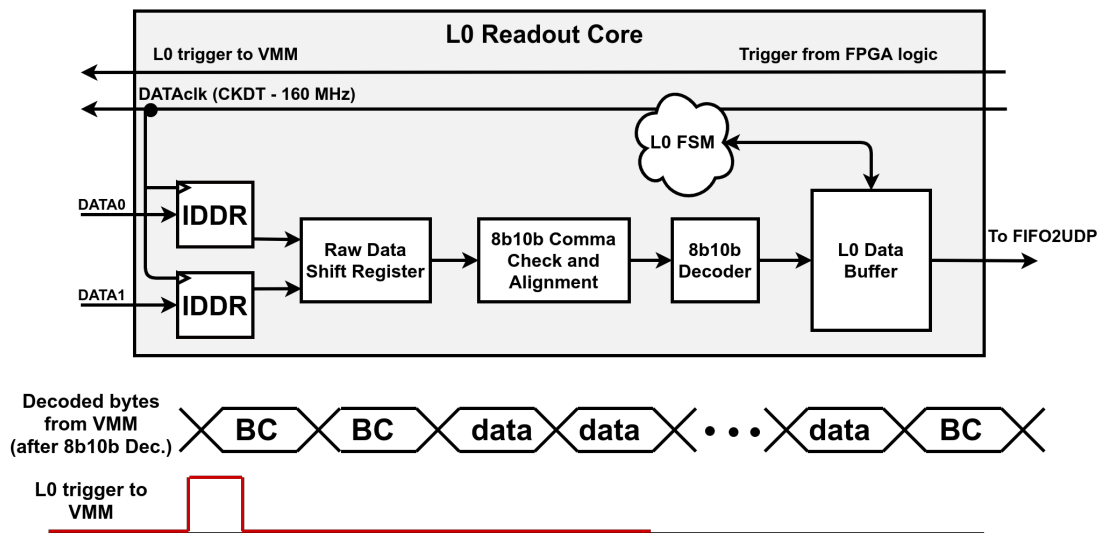 L0 Readout Core
L0 trigger to VMM
Trigger from FPGA logic
DATAclk (CKDT - 160 MHz)
L0 FSM
DATA0
IDDR
DATA1
IDDR
Raw Data
Shift Register
8b10b Comma
Check and
Alignment
8b10b
Decoder
L0 Data
Buffer
To FIFO2UDP
Decoded bytes
from VMM
(after 8b10b Dec.)
BC
BC
data
data
data
BC
L0 trigger to
VMM